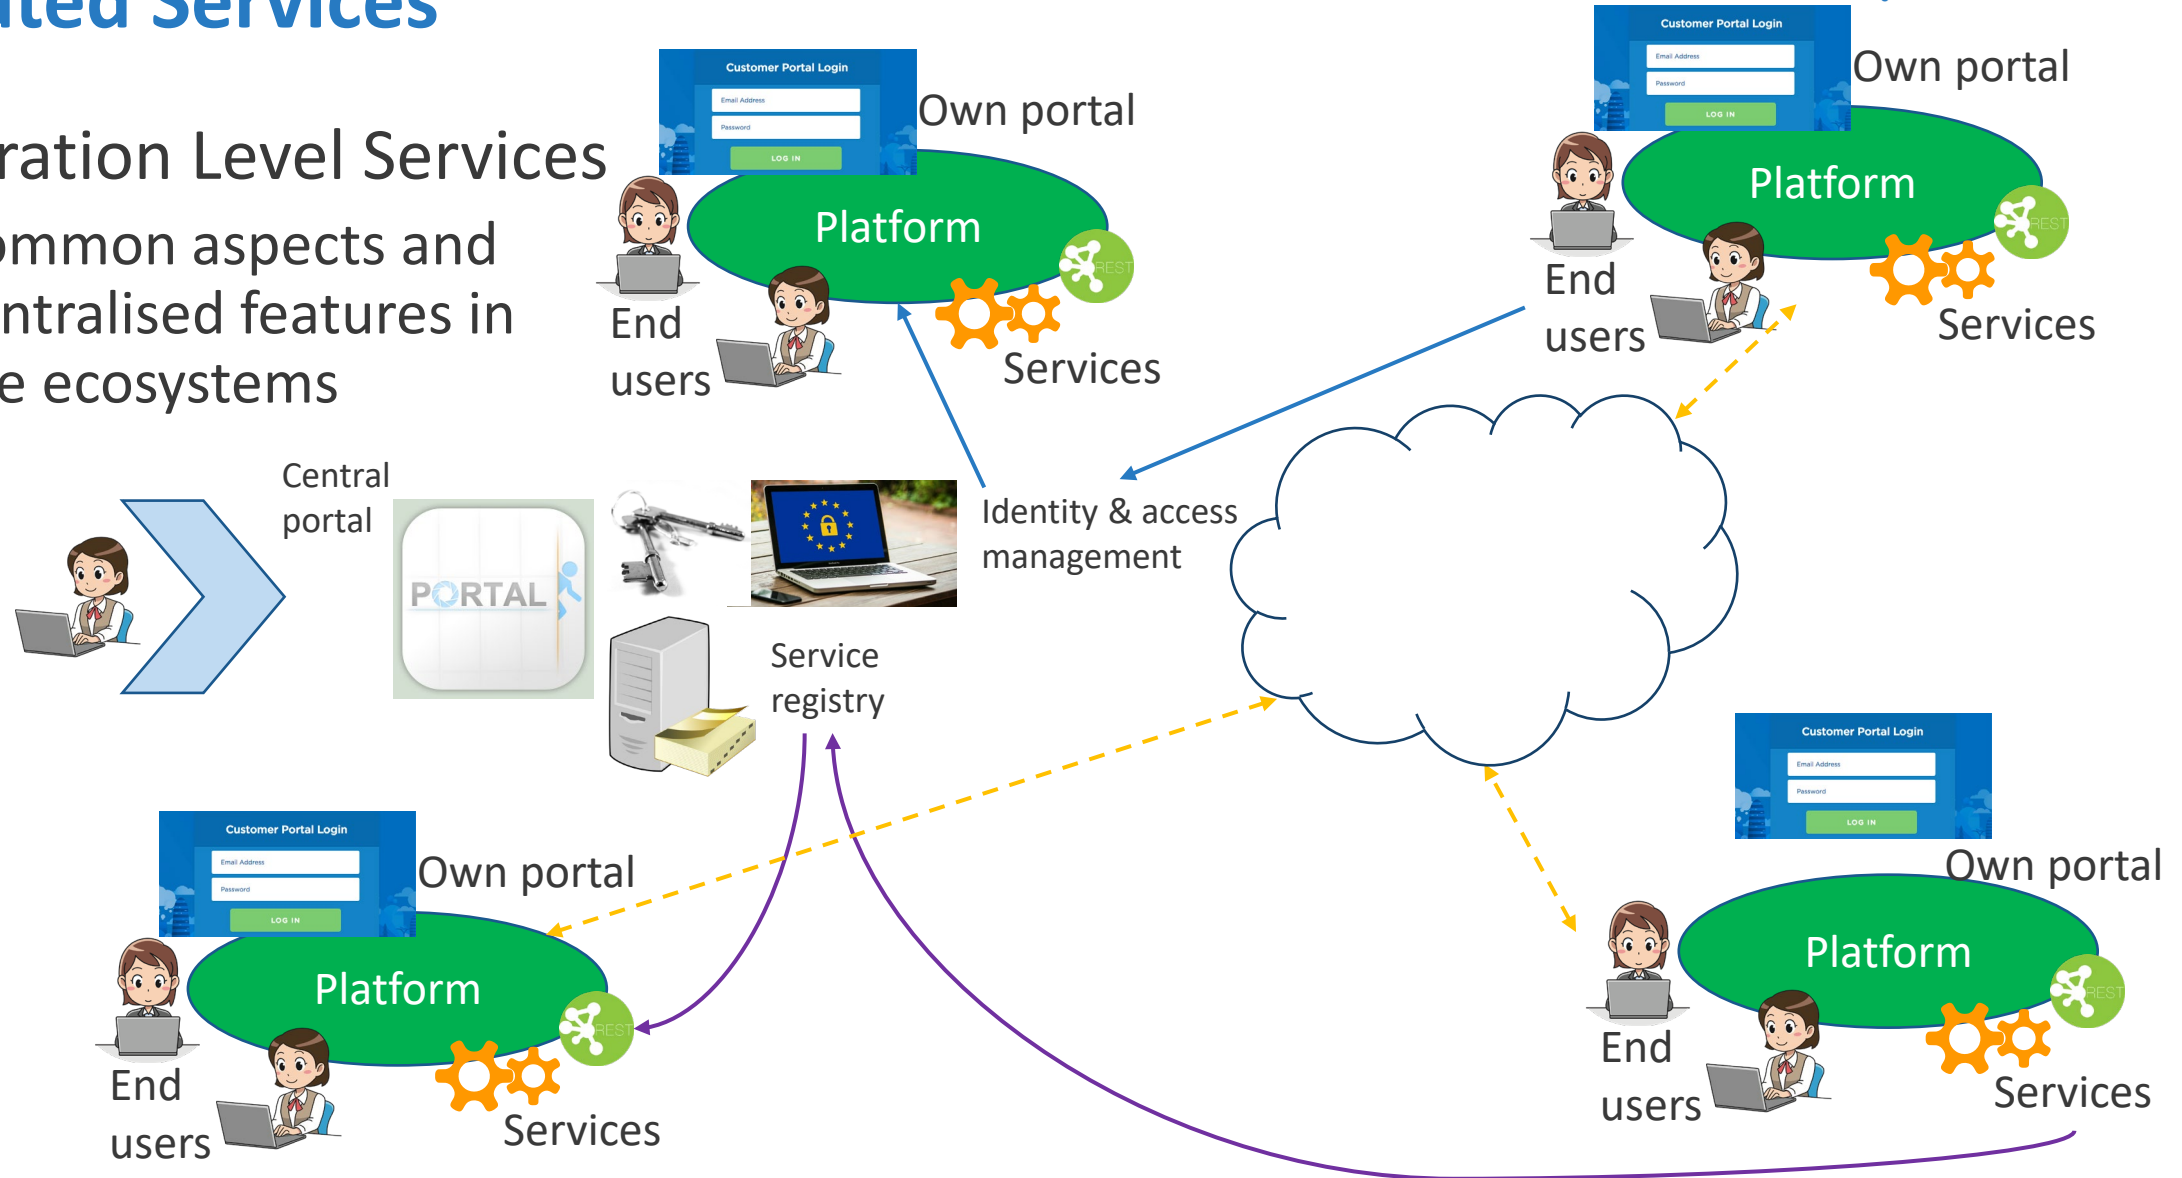 uted Services
ration Level Services
ommon aspects and
ntralised features in
e ecosystems
Customer Portal Login
Email Address
Password
LOG IN
Own portal
Platform
REST
End
users
Services
Customer Portal Login
Email Address
Password
LOG IN
Own portal
Platform
REST
End
users
Services
Central
portal
PORTAL
Identity & access
management
Service
registry
Customer Portal Login
Email Address
Password
LOG IN
Own portal
Platform
REST
End
users
Services
Customer Portal Login
Email Address
Password
LOG IN
Own portal
Platform
REST
End
users
Services